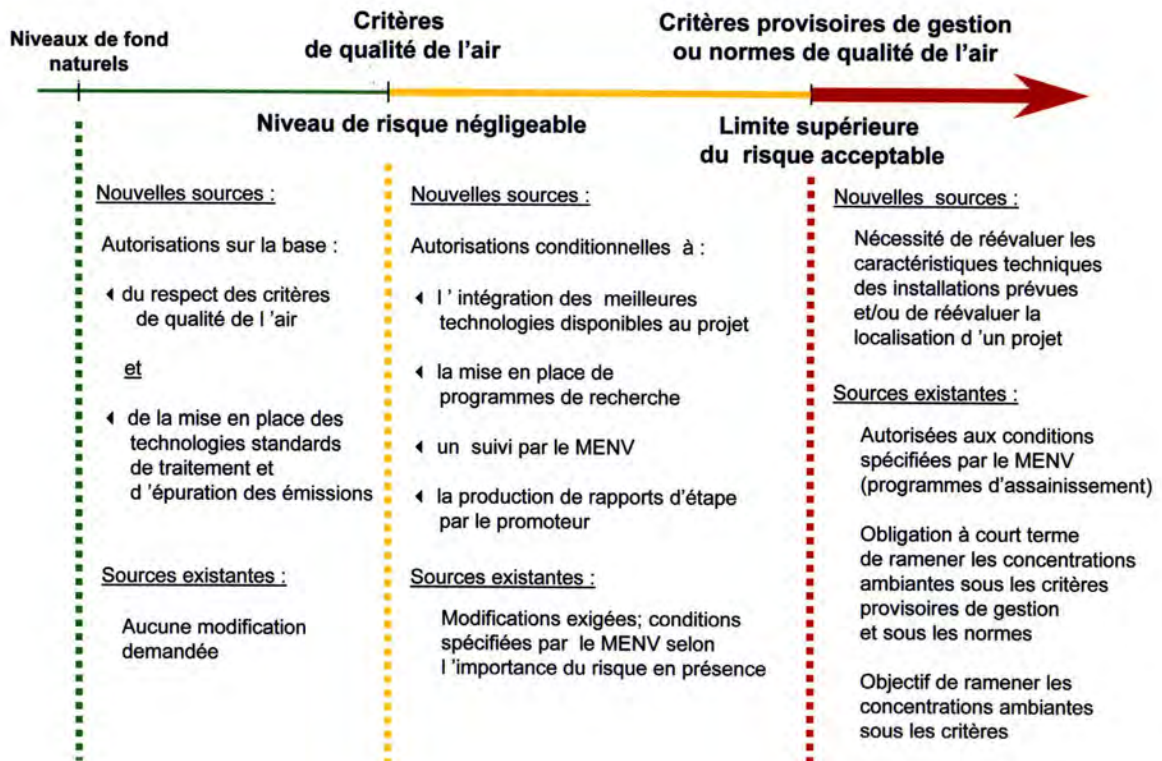 Niveaux de fond
naturels
Critères
de qualité de l'air
Critères provisoires de gestion
ou normes de qualité de l'air
Niveau de risque négligeable
Limite supérieure
du risque acceptable
Nouvelles sources :
Autorisations sur la base :
du respect des critères
de qualité de l 'air
et
de la mise en place des
technologies standards
de traitement et
d 'épuration des émissions
Sources existantes :
Aucune modification
demandée
Nouvelles sources :
Autorisations conditionnelles à :
l ' intégration des meilleures
technologies disponibles au projet
la mise en place de
programmes de recherche
un suivi par le MENV
la production de rapports d'étape
par le promoteur
Sources existantes :
Modifications exigées; conditions
spécifiées par le MENV selon
l 'importance du risque en présence
Nouvelles sources :
Nécessité de réévaluer les
caractéristiques techniques
des installations prévues
et/ou de réévaluer la
localisation d 'un projet
Sources existantes :
Autorisées aux conditions
spécifiées par le MENV
(programmes d'assainissement)
Obligation à court terme
de ramener les concentrations
ambiantes sous les critères
provisoires de gestion
et sous les normes
Objectif de ramener les
concentrations ambiantes
sous les critères